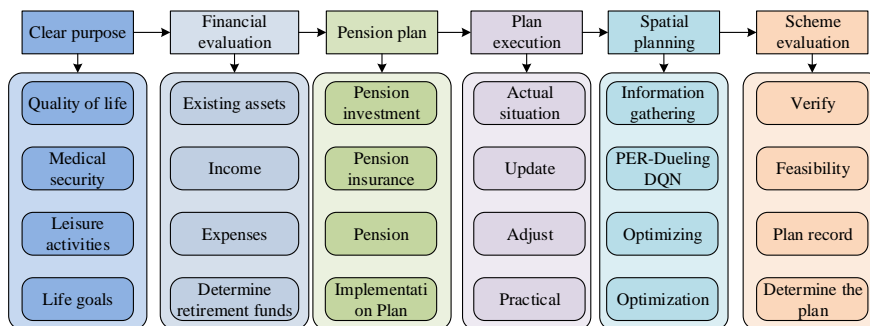 Clear purpose
Financial
evaluation
Pension plan
Plan
execution
Spatial
planning
Scheme
evaluation
Quality of life
Medical
security
Leisure
activities
Life goals
Existing assets
Income
Expenses
Determine
retirement funds
Pension
investment
Pension
insurance
Pension
Implementati
on Plan
Actual
situation
Update
Adjust
Practical
Information
gathering
PER-Dueling
DQN
Optimizing
Optimization
Verify
Feasibility
Plan record
Determine the
plan